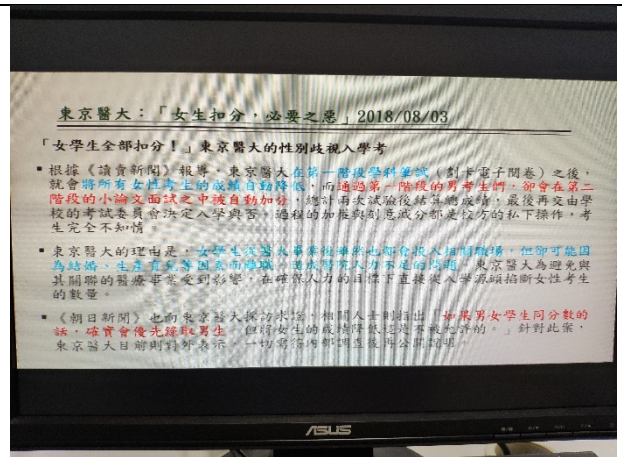 東京醫大：「女生扣分，必要之惡」2018/08/03
「女學生全部扣分！」東京醫大的性別歧視入學考
▪ 根據《讀賣新聞》報導，東京醫大在第一階段學科筆試（劃卡電子閱卷）之後，
就會將所有女性考生的成績自動降低，而通過第一階段的男考生們，卻會在第二
階段的小論文面試之中被自動加分，總計兩次試驗後結算總成績，最後再交由學
校的考試委員會決定入學與否，過程的加權與刻意減分都是校方的私下操作，考
生完全不知情。
▪ 東京醫大的理由是，女學生從醫大畢業後雖然也都會投入相關職場，但卻可能因
為結婚、生產育兒等因素而離職，造成醫療人力不足的問題。東京醫大為避免與
其關聯的醫療事業受到影響，在確保人力的目標下直接從入學源頭掐斷女性考生
的數量。
▪ 《朝日新聞》也向東京醫大採訪求證，相關人士則指出「如果男女學生同分數的
話，確實會優先錄取男生，但將女生的成績降低這是不被允許的。」針對此案，
東京醫大目前則對外表示，一切需待內部調查後再公開說明。
ASUS